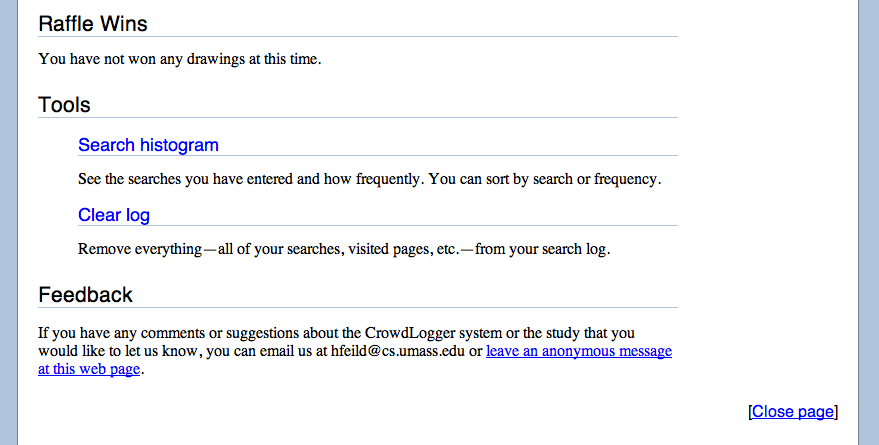 Raffle Wins
You have not won any drawings at this time.
Tools
Search histogram
See the searches you have entered and how frequently. You can sort by search or frequency.
Clear log
Remove everything—all of your searches, visited pages, etc.—from your search log.
Feedback
If you have any comments or suggestions about the CrowdLogger system or the study that you
would like to let us know, you can email us at hfeild@cs.umass.edu or leave an anonymous message
at this web page.
[Close page]